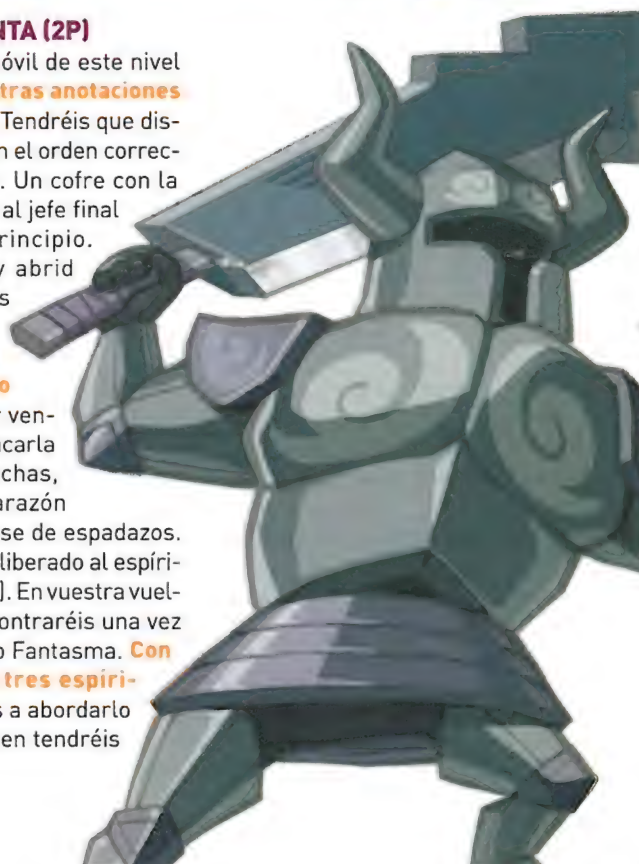 NTA (2P)
óvil de este nivel
tras anotaciones
Tendréis que dis-
n el orden correc-
. Un cofre con la
al jefe final
rincipio.
y abrid
s
o
ven-
carla
chas,
arazón
se de espadazos.
liberado al espíri-
). En vuestra vuel-
ontraréis una vez
o Fantasma. Con
tres espíri-
s a abordarlo
en tendréis